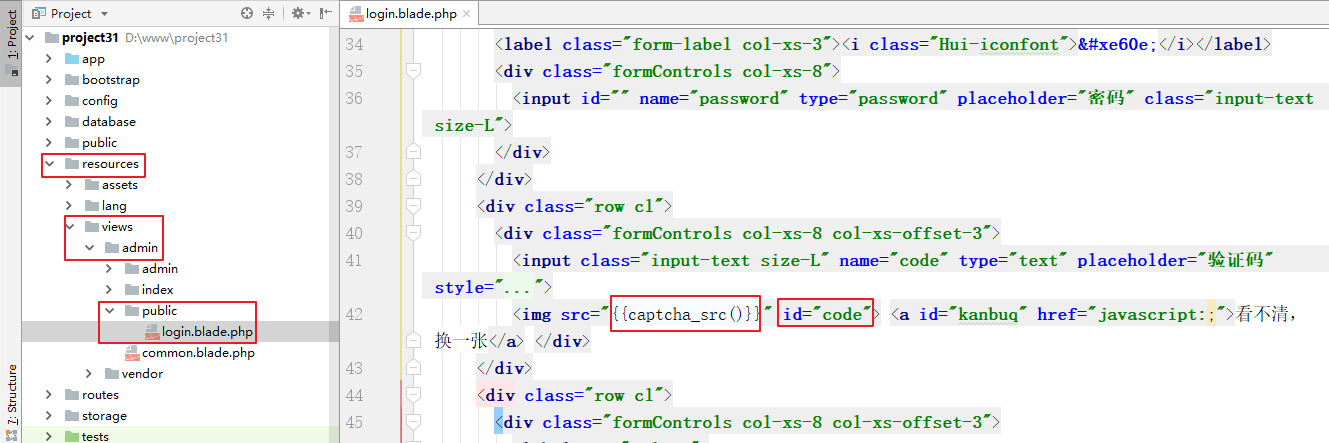 Project
login.blade.php
1: Project
7: Structure
project31 D:\www\project31
app
bootstrap
config
database
public
resources
assets
lang
views
admin
admin
index
public
login.blade.php
common.blade.php
vendor
routes
storage
tests
34 <label class="form-label col-xs-3"><i class="Hui-iconfont">&#xe60e;</i></label>
35 <div class="formControls col-xs-8">
36 <input id="" name="password" type="password" placeholder="密码" class="input-text
size-L">
37 </div>
38 </div>
39 <div class="row cl">
40 <div class="formControls col-xs-8 col-xs-offset-3">
41 <input class="input-text size-L" name="code" type="text" placeholder="验证码"
style="...">
42 <img src="{{captcha_src()}}" id="code"> <a id="kanbuq" href="javascript:;">看不清，
换一张</a> </div>
43 </div>
44 <div class="row cl">
45 <div class="formControls col-xs-8 col-xs-offset-3">